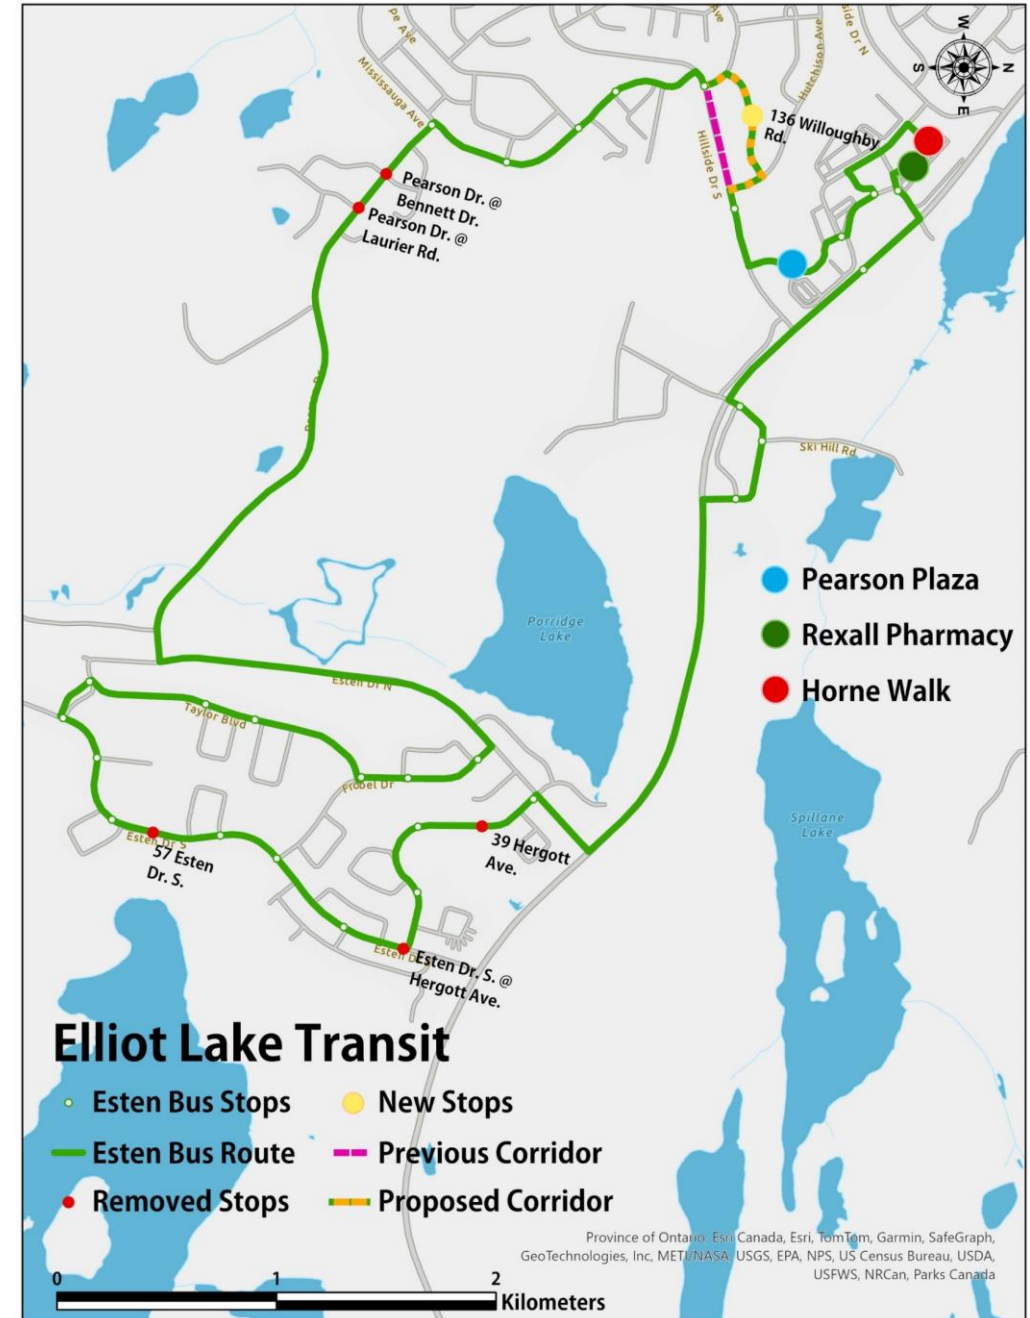 pe Ave
Ave
side Dr N
W
S
N
E
Mississauga Ave
Hutchison Ave
136 Willoughby
Rd.
Hillside Dr S
Pearson Dr. @
Bennett Dr.
Pearson Dr. @
Laurier Rd.
Ski Hill Rd
Pearson Plaza
Rexall Pharmacy
Horne Walk
Porridge
Lake
Esten Dr N
Taylor Blvd
Frobel Dr
Spillane
Lake
Esten Dr S
57 Esten
Dr. S.
39 Hergott
Ave.
Esten D
Esten Dr. S. @
Hergott Ave.
Elliot Lake Transit
Esten Bus Stops
New Stops
Esten Bus Route
Previous Corridor
Removed Stops
Proposed Corridor
Province of Ontario, Esri Canada, Esri, TomTom, Garmin, SafeGraph,
GeoTechnologies, Inc, METI/NASA, USGS, EPA, NPS, US Census Bureau, USDA,
USFWS, NRCan, Parks Canada
0 1 2
Kilometers